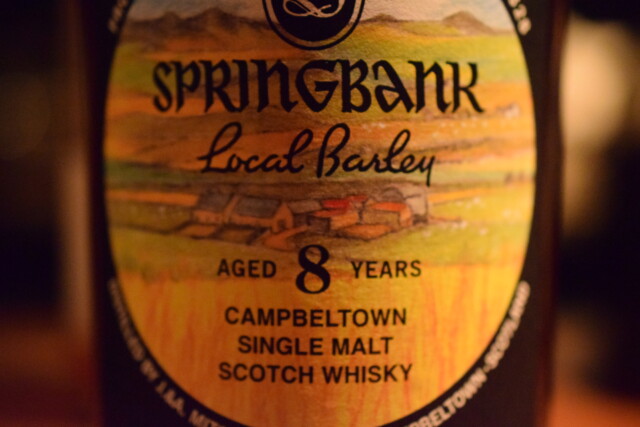 SPRINGBANK
Local Barley
AGED 8 YEARS
CAMPBELTOWN
SINGLE MALT
SCOTCH WHISKY